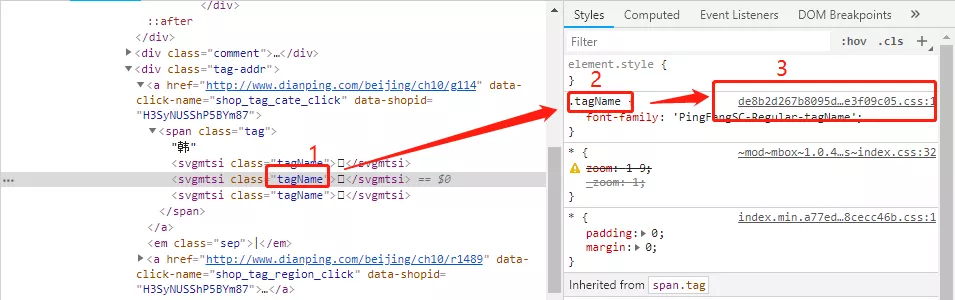 </div>
::after
</div>
<div class="comment">…</div>
<div class="tag-addr">
<a href="http://www.dianping.com/beijing/ch10/g114" data-
click-name="shop_tag_cate_click" data-shopid=
"H3SyNUSShP5BYm87">
<span class="tag">
"韩"
1
<svgmtsi class="tagName">□</svgmtsi>
<svgmtsi class="tagName">□</svgmtsi> == $0
<svgmtsi class="tagName">□</svgmtsi>
</span>
</a>
<em class="sep">|</em>
<a href="http://www.dianping.com/beijing/ch10/r1489" data-
click-name="shop_tag_region_click" data-shopid=
"H3SyNUSShP5BYm87">…</a>
Styles Computed Event Listeners DOM Breakpoints »
Filter :hov .cls +
element.style {
}
2
3
.tagName { de8b2d267b8095d…e3f09c05.css:1
font-family: 'PingFangSC-Regular-tagName';
}
* { ~mod~mbox~1.0.4…s~index.css:32
zoom: 1 9;
_zoom: 1;
}
* { index.min.a77ed…8cecc46b.css:1
padding: 0;
margin: 0;
}
Inherited from span.tag